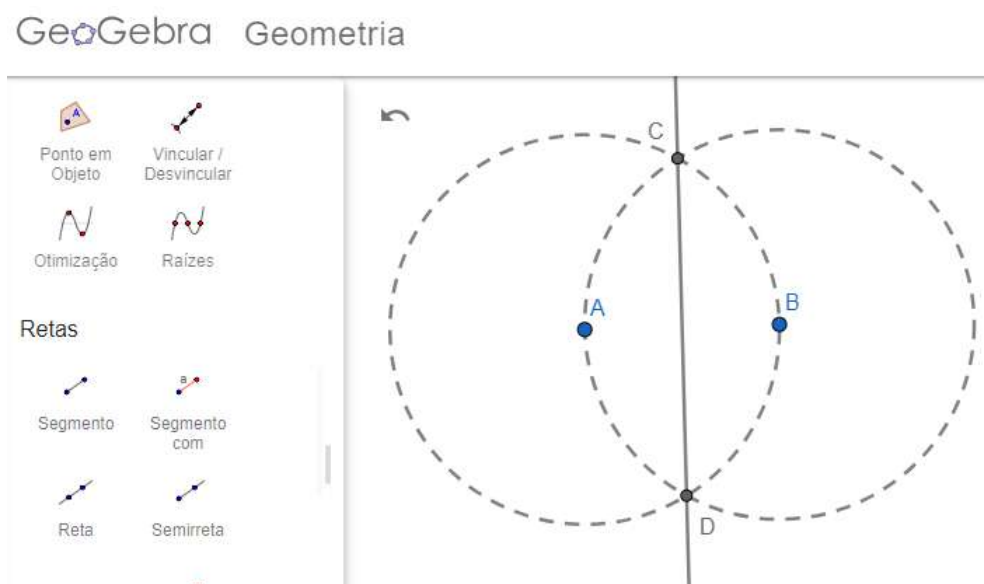 GeoGebra Geometria
Ponto em
Objeto
Vincular /
Desvincular
Otimização
Raízes
Retas
a
Segmento
Segmento
com
Reta
Semirreta
A
C
A
B
D